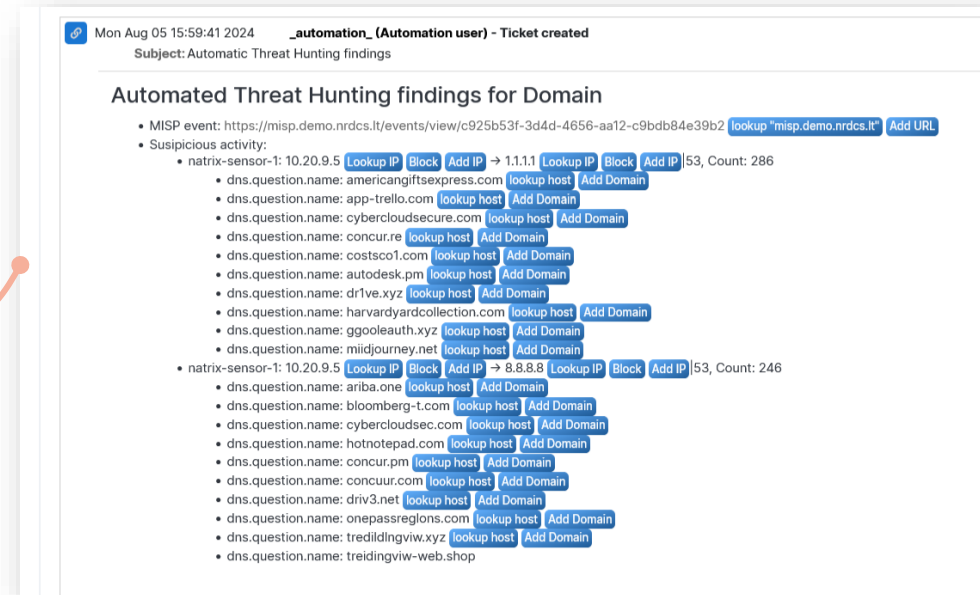 Mon Aug 05 15:59:41 2024 _automation_ (Automation user) - Ticket created
Subject: Automatic Threat Hunting findings
Automated Threat Hunting findings for Domain
• MISP event: https://misp.demo.nrdcs.lt/events/view/c925b53f-3d4d-4656-aa12-c9bdb84e39b2 lookup "misp.demo.nrdcs.lt" Add URL
• Susipicious activity:
• natrix-sensor-1: 10.20.9.5 Lookup IP Block Add IP → 1.1.1.1 Lookup IP Block Add IP |53, Count: 286
• dns.question.name: americangiftsexpress.com lookup host Add Domain
• dns.question.name: app-trello.com lookup host Add Domain
• dns.question.name: cybercloudsecure.com lookup host Add Domain
• dns.question.name: concur.re lookup host Add Domain
• dns.question.name: costsco1.com lookup host Add Domain
• dns.question.name: autodesk.pm lookup host Add Domain
• dns.question.name: dr1ve.xyz lookup host Add Domain
• dns.question.name: harvardyardcollection.com lookup host Add Domain
• dns.question.name: ggooleauth.xyz lookup host Add Domain
• dns.question.name: miidjourney.net lookup host Add Domain
• natrix-sensor-1: 10.20.9.5 Lookup IP Block Add IP → 8.8.8.8 Lookup IP Block Add IP |53, Count: 246
• dns.question.name: ariba.one lookup host Add Domain
• dns.question.name: bloomberg-t.com lookup host Add Domain
• dns.question.name: cybercloudsec.com lookup host Add Domain
• dns.question.name: hotnotepad.com lookup host Add Domain
• dns.question.name: concur.pm lookup host Add Domain
• dns.question.name: concuur.com lookup host Add Domain
• dns.question.name: driv3.net lookup host Add Domain
• dns.question.name: onepassreglons.com lookup host Add Domain
• dns.question.name: tredildlngviw.xyz lookup host Add Domain
• dns.question.name: treidingviw-web.shop